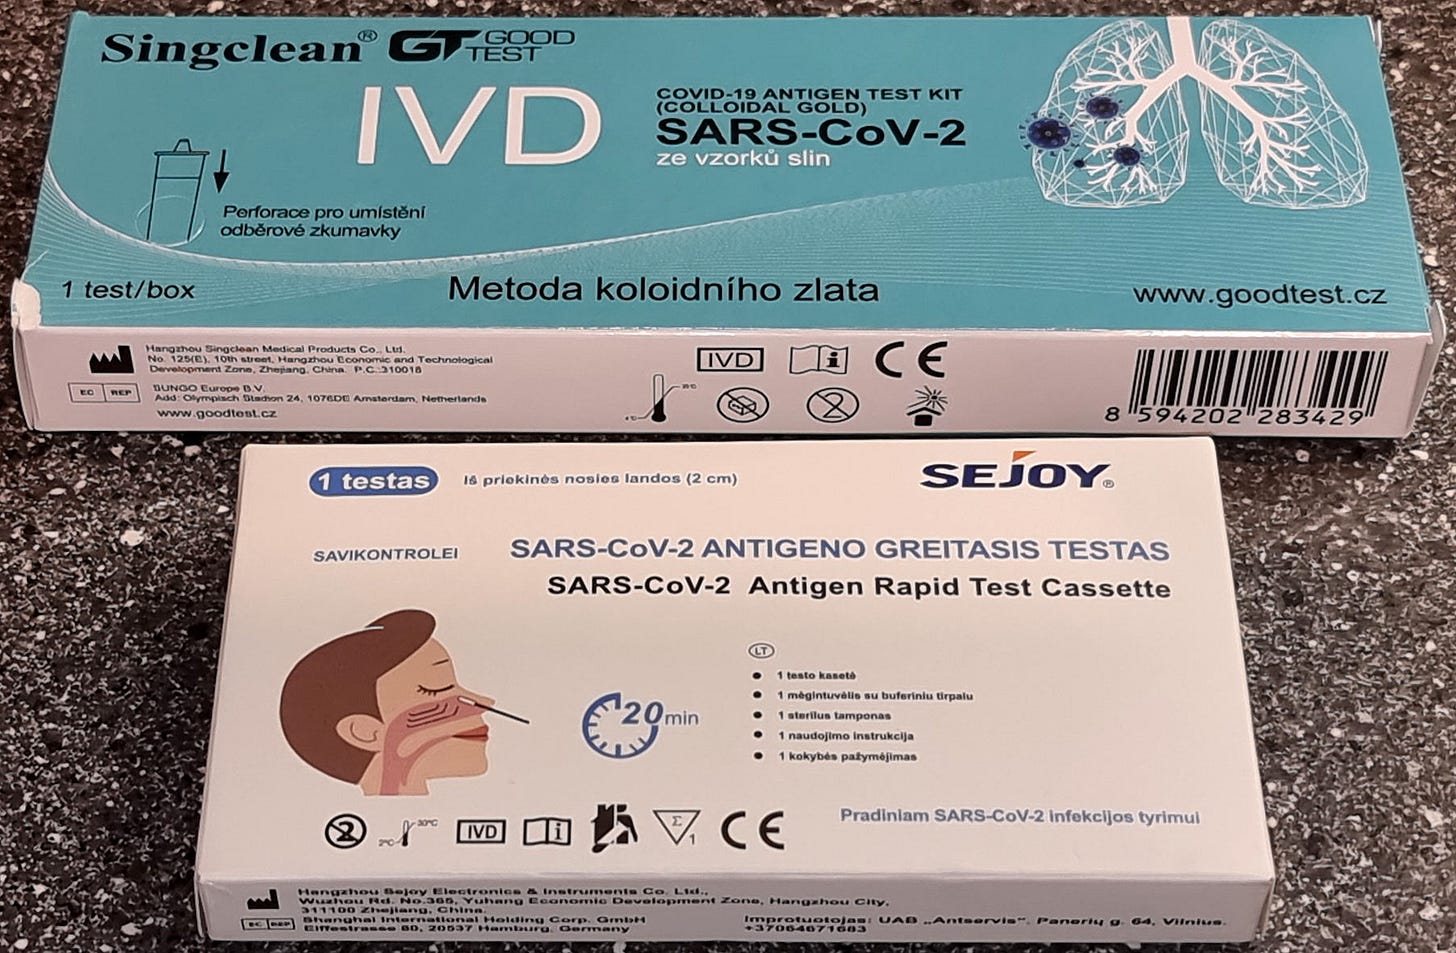 Singclean® GT GOOD TEST
IVD
COVID-19 ANTIGEN TEST KIT
(COLLOIDAL GOLD)
SARS-CoV-2
ze vzorků slin
Perforace pro umístění
odběrové zkumavky
1 test/box
Metoda koloidního zlata
www.goodtest.cz
Hangzhou Singclean Medical Products Co., Ltd.
No. 125(E), 10th street, Hangzhou Economic and Technological
Development Zone, Zhejiang, China. P.C.:310018
EC REP
SUNGO Europe B.V.
Add: Olympisch Stadion 24, 1076DE Amsterdam, Netherlands
www.goodtest.cz
IVD
i
CE
4°C
2
8 594202 283429
1 testas
Iš priekinės nosies landos (2 cm)
SEJOY®
SAVIKONTROLEI
SARS-CoV-2 ANTIGENO GREITASIS TESTAS
SARS-CoV-2 Antigen Rapid Test Cassette
LT
20 min
• 1 testo kasetė
• 1 mėgintuvėlis su buferiniu tirpalu
• 1 sterilus tamponas
• 1 naudojimo instrukcija
• 1 kokybės pažymėjimas
2
2°C
30°C
IVD
i
Σ
1
CE
Pradiniam SARS-CoV-2 infekcijos tyrimui
Hangzhou Sejoy Electronics & Instruments Co. Ltd.,
Wuzhou Rd. No.365, Yuhang Economic Development Zone, Hangzhou City,
311100 Zhejiang, China.
EC REP
Shanghai International Holding Corp. GmbH
Eiffestrasse 80, 20537 Hamburg, Germany
Importuotojas: UAB „Antservis“, Panerių g. 64, Vilnius.
+37064671683